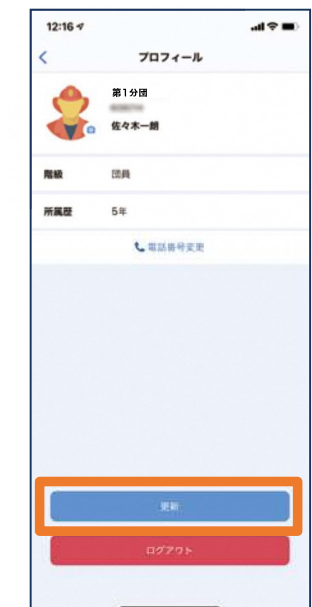 12:16
プロフィール
第1分団
佐々木一朗
階級 団員
所属歴 5年
電話番号変更
更新
ログアウト